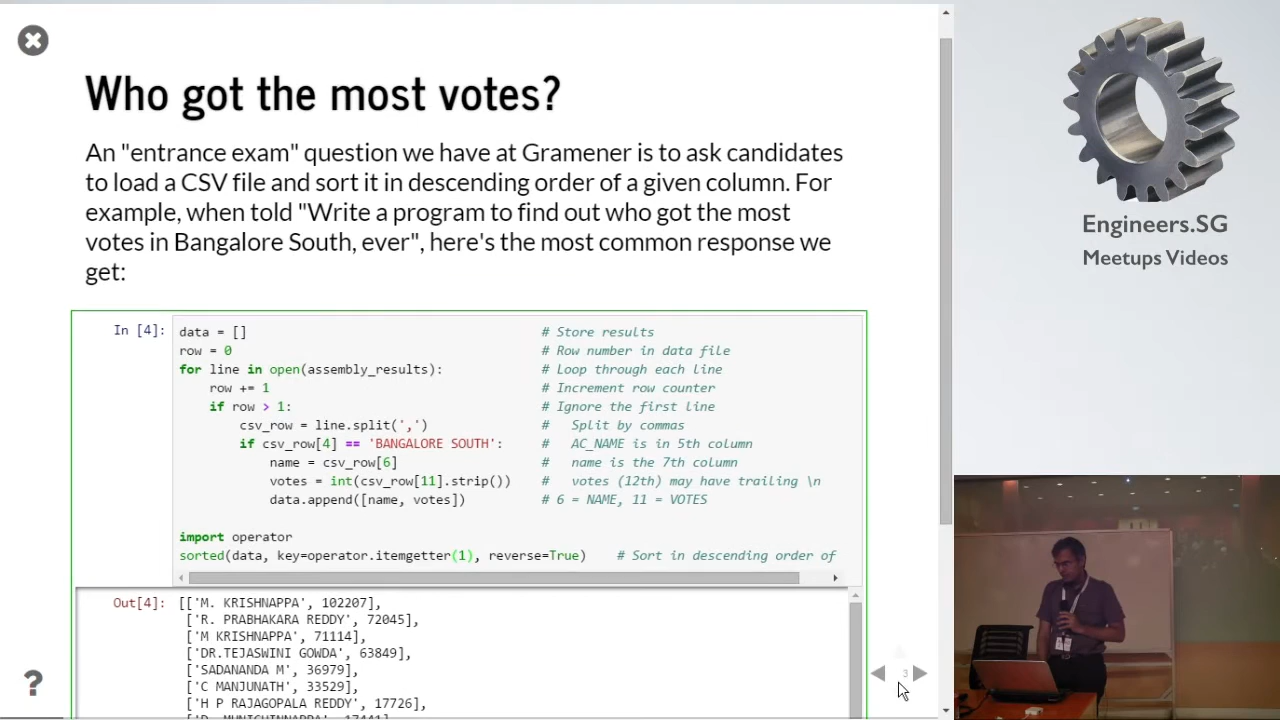 Who got the most votes?
An "entrance exam" question we have at Gramener is to ask candidates
to load a CSV file and sort it in descending order of a given column. For
example, when told "Write a program to find out who got the most
votes in Bangalore South, ever", here's the most common response we
get:
In [4]:
data = [] # Store results
row = 0 # Row number in data file
for line in open(assembly_results): # Loop through each line
row += 1 # Increment row counter
if row > 1: # Ignore the first line
csv_row = line.split(',') # Split by commas
if csv_row[4] == 'BANGALORE SOUTH': # AC_NAME is in 5th column
name = csv_row[6] # name is the 7th column
votes = int(csv_row[11].strip()) # votes (12th) may have trailing \n
data.append([name, votes]) # 6 = NAME, 11 = VOTES
import operator
sorted(data, key=operator.itemgetter(1), reverse=True) # Sort in descending order of
Out[4]:
[['M. KRISHNAPPA', 102207],
['R. PRABHAKARA REDDY', 72045],
['M KRISHNAPPA', 71114],
['DR.TEJASWINI GOWDA', 63849],
['SADANANDA M', 36979],
['C MANJUNATH', 33529],
['H P RAJAGOPALA REDDY', 17726],
?
3
Engineers.SG
Meetups Videos